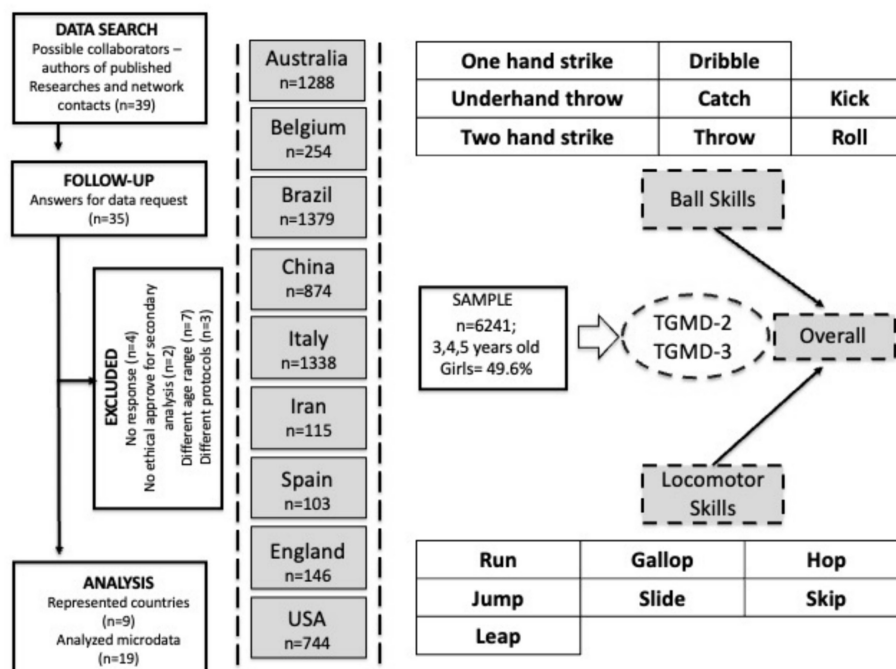 DATA SEARCH
Possible collaborators –
authors of published
Researches and network
contacts (n=39)
FOLLOW-UP
Answers for data request
(n=35)
EXCLUDED
No response (n=4)
No ethical approve for secondary
analysis (n=2)
Different age range (n=7)
Different protocols (n=3)
ANALYSIS
Represented countries
(n=9)
Analyzed microdata
(n=19)
Australia
n=1288
Belgium
n=254
Brazil
n=1379
China
n=874
Italy
n=1338
Iran
n=115
Spain
n=103
England
n=146
USA
n=744
One hand strike Dribble
Underhand throw Catch Kick
Two hand strike Throw Roll
Ball Skills
SAMPLE
n=6241;
3,4,5 years old
Girls= 49.6%
TGMD-2
TGMD-3
Overall
Locomotor
Skills
Run Gallop Hop
Jump Slide Skip
Leap